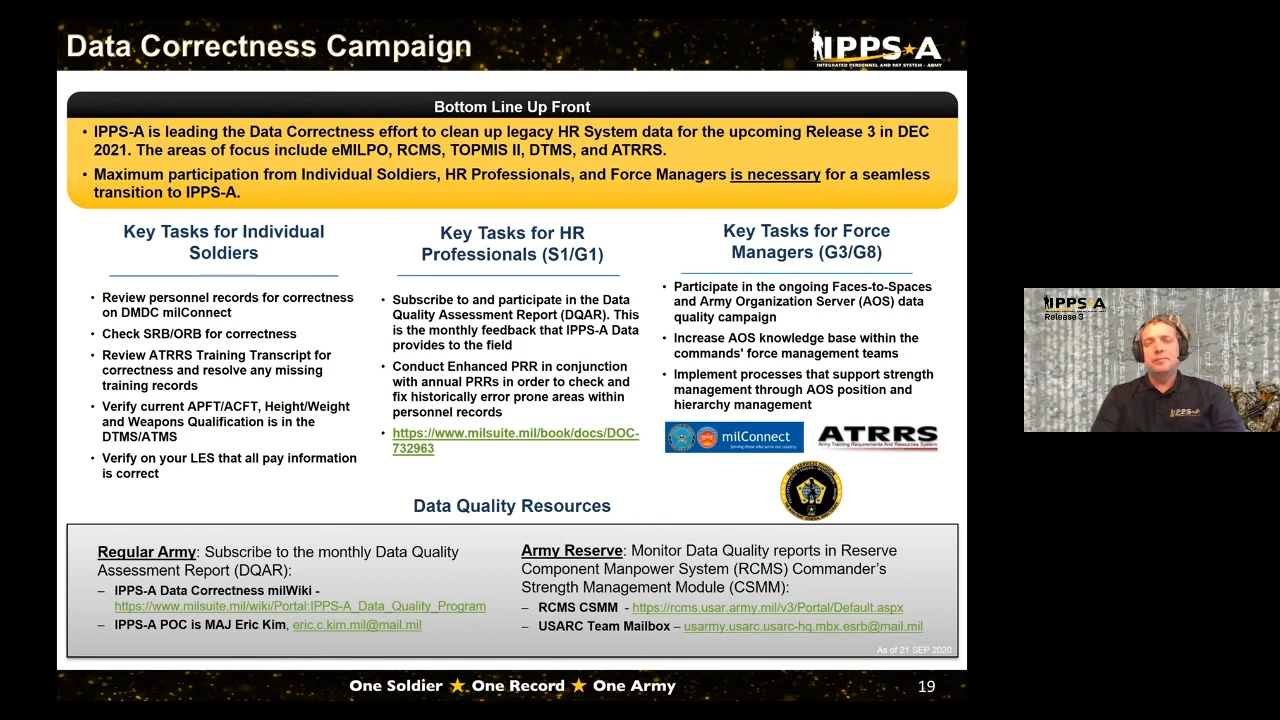 Data Correctness Campaign
IPPS★A
INTEGRATED PERSONNEL AND PAY SYSTEM - ARMY
Bottom Line Up Front
• IPPS-A is leading the Data Correctness effort to clean up legacy HR System data for the upcoming Release 3 in DEC
2021. The areas of focus include eMILPO, RCMS, TOPMIS II, DTMS, and ATRRS.
• Maximum participation from Individual Soldiers, HR Professionals, and Force Managers is necessary for a seamless
transition to IPPS-A.
Key Tasks for Individual
Soldiers
• Review personnel records for correctness
on DMDC milConnect
• Check SRB/ORB for correctness
• Review ATRRS Training Transcript for
correctness and resolve any missing
training records
• Verify current APFT/ACFT, Height/Weight
and Weapons Qualification is in the
DTMS/ATMS
• Verify on your LES that all pay information
is correct
Key Tasks for HR
Professionals (S1/G1)
• Subscribe to and participate in the Data
Quality Assessment Report (DQAR). This
is the monthly feedback that IPPS-A Data
provides to the field
• Conduct Enhanced PRR in conjunction
with annual PRRs in order to check and
fix historically error prone areas within
personnel records
• https://www.milsuite.mil/book/docs/DOC-
732963
Key Tasks for Force
Managers (G3/G8)
• Participate in the ongoing Faces-to-Spaces
and Army Organization Server (AOS) data
quality campaign
• Increase AOS knowledge base within the
commands' force management teams
• Implement processes that support strength
management through AOS position and
hierarchy management
milConnect
Serving those who serve our country
ATRRS
Army Training Requirements And Resources System
Data Quality Resources
Regular Army: Subscribe to the monthly Data Quality
Assessment Report (DQAR):
– IPPS-A Data Correctness milWiki -
https://www.milsuite.mil/wiki/Portal:IPPS-A_Data_Quality_Program
– IPPS-A POC is MAJ Eric Kim, eric.c.kim.mil@mail.mil
Army Reserve: Monitor Data Quality reports in Reserve
Component Manpower System (RCMS) Commander's
Strength Management Module (CSMM):
– RCMS CSMM - https://rcms.usar.army.mil/v3/Portal/Default.aspx
– USARC Team Mailbox – usarmy.usarc.usarc-hq.mbx.esrb@mail.mil
As of 21 SEP 2020
One Soldier ★ One Record ★ One Army
19
IPPS★A
Release 3
IPPS★A